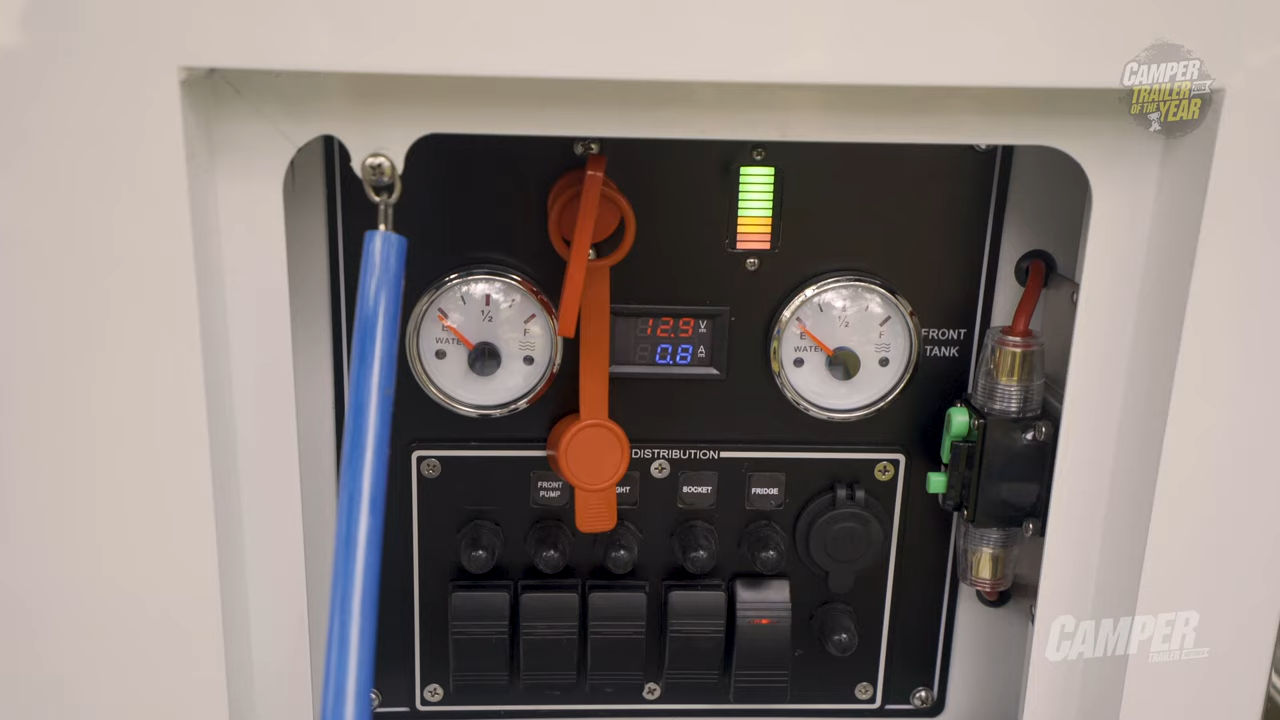 CAMPER
TRAILER
OF THE YEAR
1/2
E
F
WATER
12.9 V
0.8 A
1/2
E
F
WATER
FRONT
TANK
DISTRIBUTION
FRONT
PUMP
SOCKET
FRIDGE
CAMPER
TRAILER